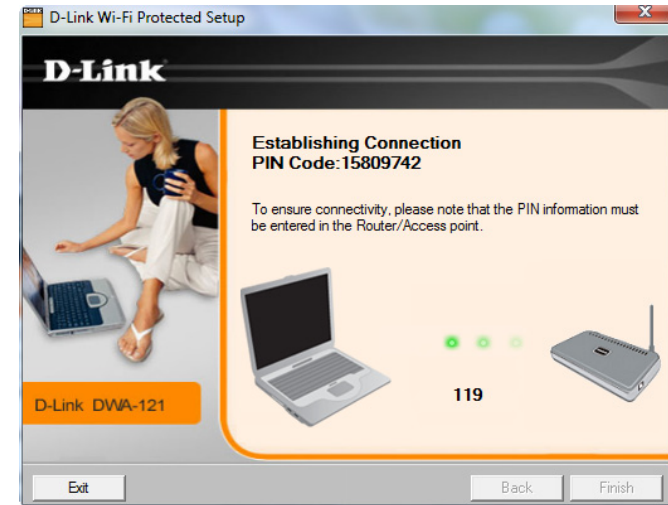 D-Link Wi-Fi Protected Setup
D-Link
Establishing Connection
PIN Code:15809742
To ensure connectivity, please note that the PIN information must
be entered in the Router/Access point.
119
D-Link DWA-121
Exit
Back
Finish